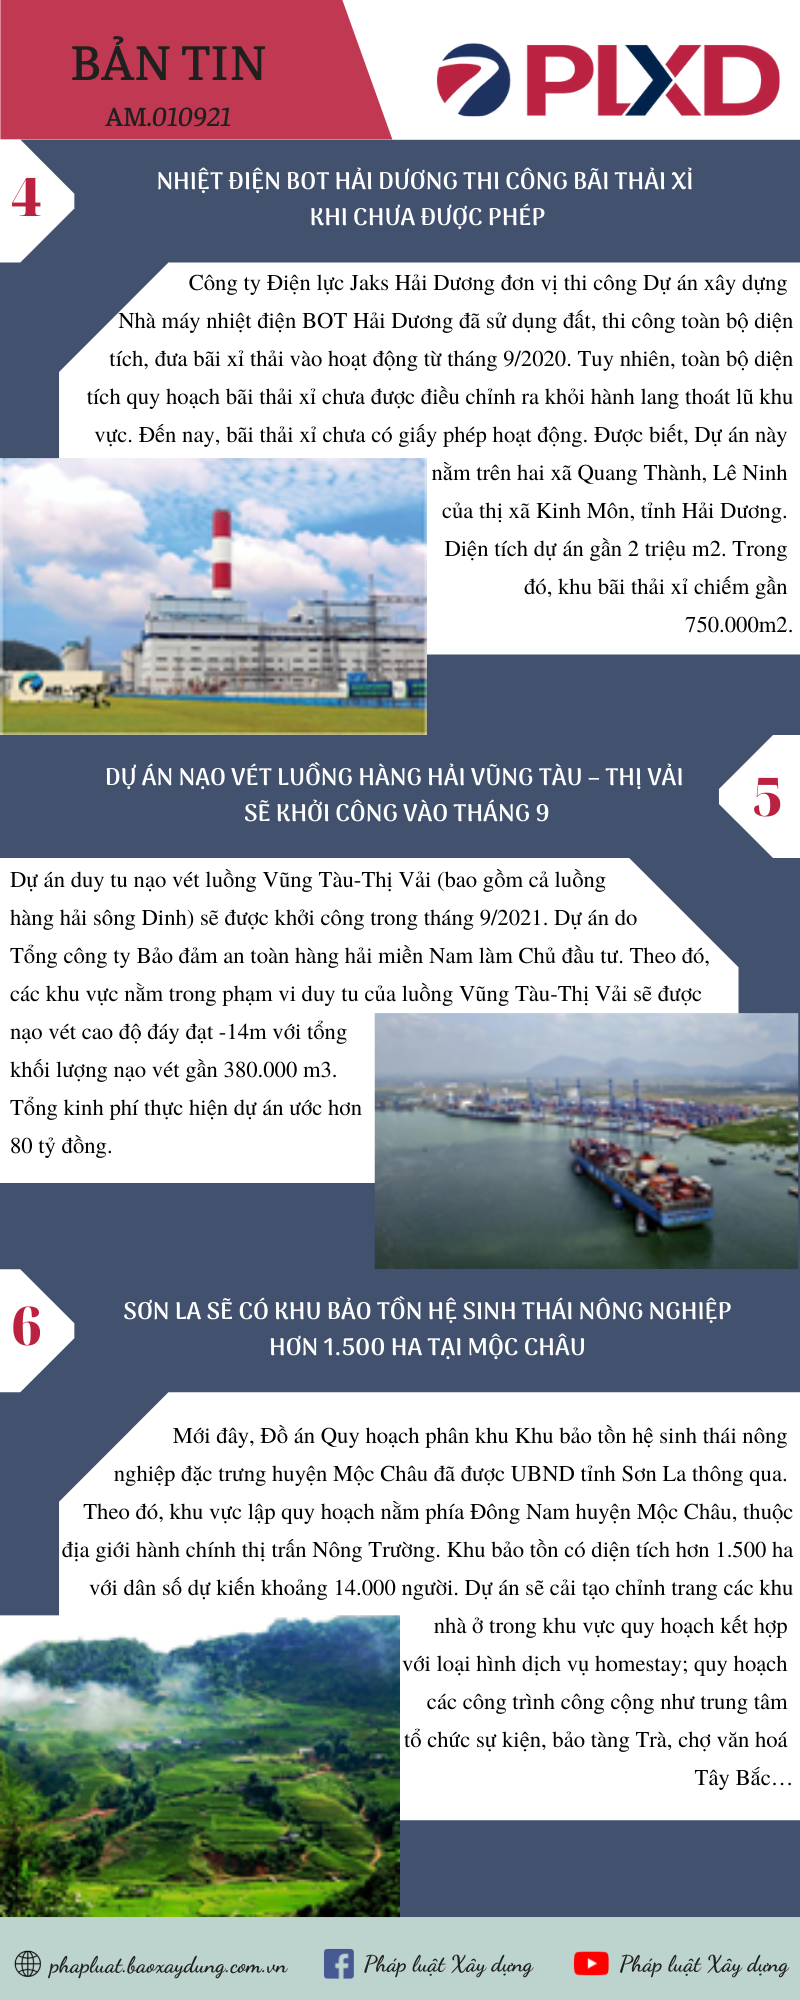 BẢN TIN
AM.010921
PLXD
4
NHIỆT ĐIỆN BOT HẢI DƯƠNG THI CÔNG BÃI THẢI XỈ
KHI CHƯA ĐƯỢC PHÉP
Công ty Điện lực Jaks Hải Dương đơn vị thi công Dự án xây dựng
Nhà máy nhiệt điện BOT Hải Dương đã sử dụng đất, thi công toàn bộ diện
tích, đưa bãi xỉ thải vào hoạt động từ tháng 9/2020. Tuy nhiên, toàn bộ diện
tích quy hoạch bãi thải xỉ chưa được điều chỉnh ra khỏi hành lang thoát lũ khu
vực. Đến nay, bãi thải xỉ chưa có giấy phép hoạt động. Được biết, Dự án này
nằm trên hai xã Quang Thành, Lê Ninh
của thị xã Kinh Môn, tỉnh Hải Dương.
Diện tích dự án gần 2 triệu m2. Trong
đó, khu bãi thải xỉ chiếm gần
750.000m2.
DỰ ÁN NẠO VÉT LUỒNG HÀNG HẢI VŨNG TÀU – THỊ VẢI
SẼ KHỞI CÔNG VÀO THÁNG 9
5
Dự án duy tu nạo vét luồng Vũng Tàu-Thị Vải (bao gồm cả luồng
hàng hải sông Dinh) sẽ được khởi công trong tháng 9/2021. Dự án do
Tổng công ty Bảo đảm an toàn hàng hải miền Nam làm Chủ đầu tư. Theo đó,
các khu vực nằm trong phạm vi duy tu của luồng Vũng Tàu-Thị Vải sẽ được
nạo vét cao độ đáy đạt -14m với tổng
khối lượng nạo vét gần 380.000 m3.
Tổng kinh phí thực hiện dự án ước hơn
80 tỷ đồng.
6
SƠN LA SẼ CÓ KHU BẢO TỒN HỆ SINH THÁI NÔNG NGHIỆP
HƠN 1.500 HA TẠI MỘC CHÂU
Mới đây, Đồ án Quy hoạch phân khu Khu bảo tồn hệ sinh thái nông
nghiệp đặc trưng huyện Mộc Châu đã được UBND tỉnh Sơn La thông qua.
Theo đó, khu vực lập quy hoạch nằm phía Đông Nam huyện Mộc Châu, thuộc
địa giới hành chính thị trấn Nông Trường. Khu bảo tồn có diện tích hơn 1.500 ha
với dân số dự kiến khoảng 14.000 người. Dự án sẽ cải tạo chỉnh trang các khu
nhà ở trong khu vực quy hoạch kết hợp
với loại hình dịch vụ homestay; quy hoạch
các công trình công cộng như trung tâm
tổ chức sự kiện, bảo tàng Trà, chợ văn hoá
Tây Bắc…
phapluat.baoxaydung.com.vn
Pháp luật Xây dựng
Pháp luật Xây dựng